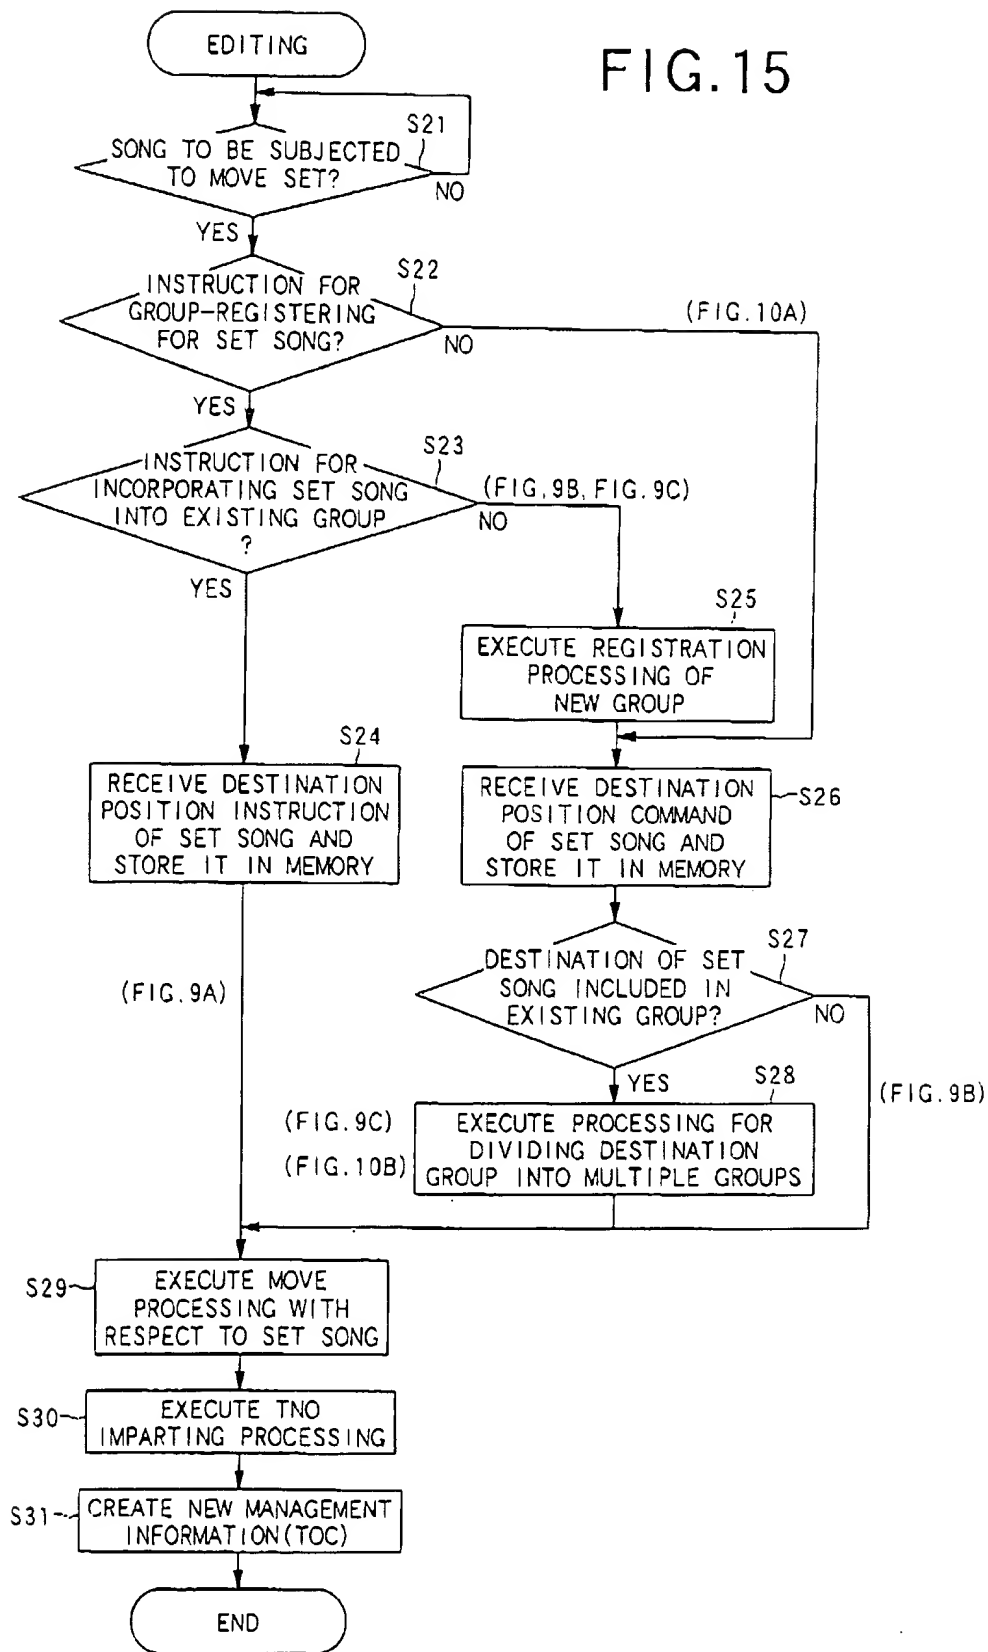 EDITING
FIG.15
S21
SONG TO BE SUBJECTED
TO MOVE SET?
NO
YES
S22
INSTRUCTION FOR
GROUP-REGISTERING
FOR SET SONG?
NO
(FIG.10A)
YES
S23
INSTRUCTION FOR
INCORPORATING SET SONG
INTO EXISTING GROUP
?
(FIG.9B, FIG.9C)
NO
YES
S25
EXECUTE REGISTRATION
PROCESSING OF
NEW GROUP
S24
RECEIVE DESTINATION
POSITION INSTRUCTION
OF SET SONG AND
STORE IT IN MEMORY
S26
RECEIVE DESTINATION
POSITION COMMAND
OF SET SONG AND
STORE IT IN MEMORY
S27
DESTINATION OF SET
SONG INCLUDED IN
EXISTING GROUP?
NO
(FIG.9A)
YES
S28
(FIG.9B)
EXECUTE PROCESSING FOR
DIVIDING DESTINATION
GROUP INTO MULTIPLE GROUPS
(FIG.9C)
(FIG.10B)
S29
EXECUTE MOVE
PROCESSING WITH
RESPECT TO SET SONG
S30
EXECUTE TNO
IMPARTING PROCESSING
S31
CREATE NEW MANAGEMENT
INFORMATION(TOC)
END